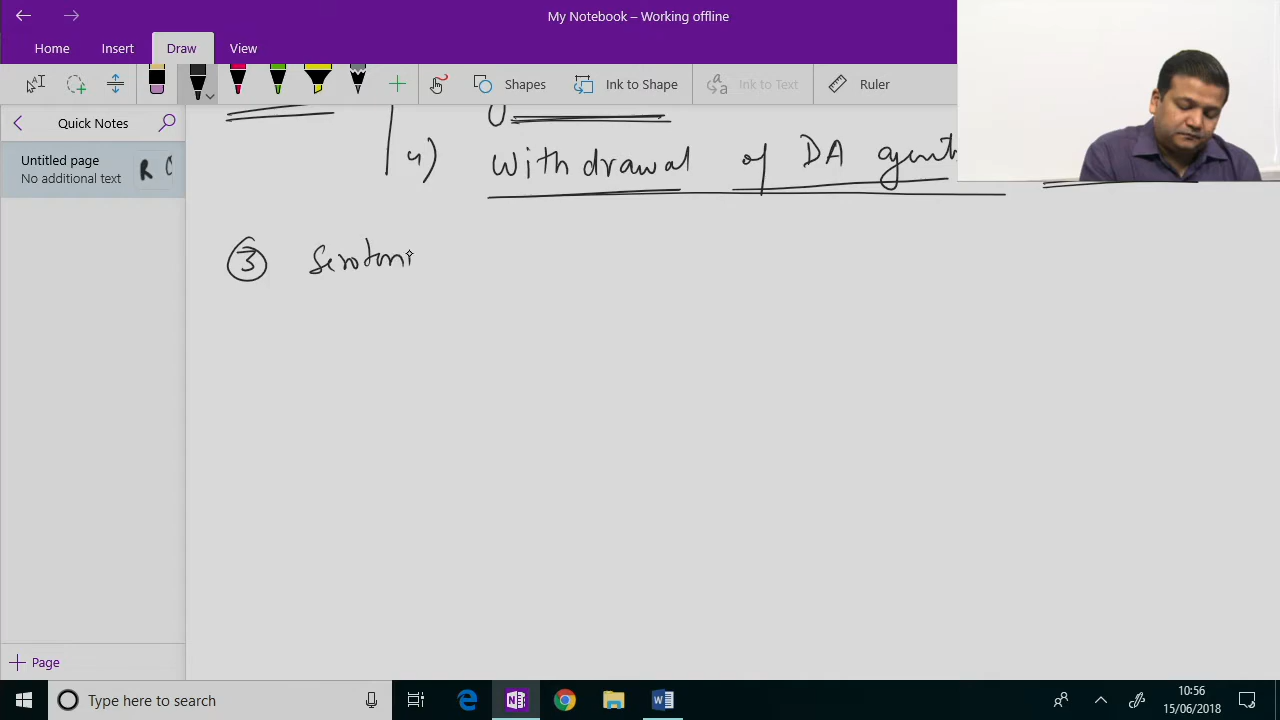 My Notebook – Working offline
Home Insert Draw View
Shapes Ink to Shape Ink to Text Ruler
Quick Notes
Untitled page
No additional text
4) Withdrawal of DA agent
3 Serotoni
Page
Type here to search
10:56
15/06/2018